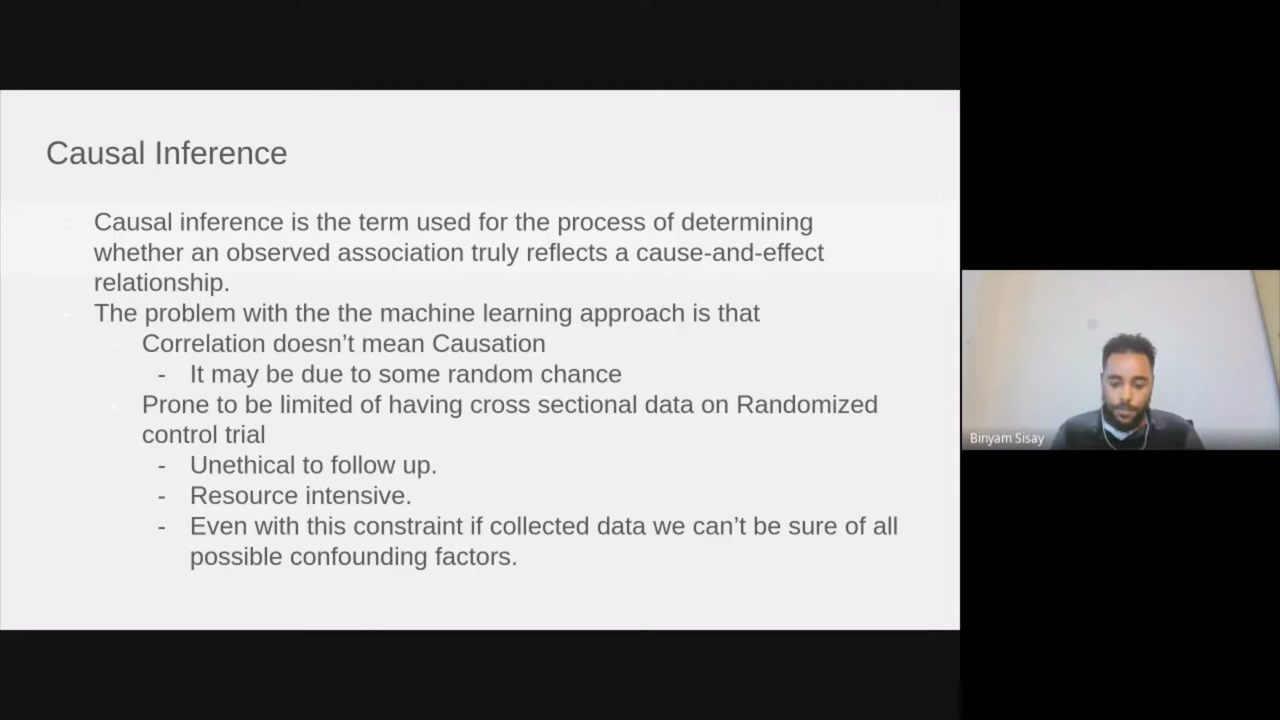 Causal Inference
Causal inference is the term used for the process of determining
whether an observed association truly reflects a cause-and-effect
relationship.
The problem with the the machine learning approach is that
Correlation doesn’t mean Causation
- It may be due to some random chance
Prone to be limited of having cross sectional data on Randomized
control trial
- Unethical to follow up.
- Resource intensive.
- Even with this constraint if collected data we can’t be sure of all
possible confounding factors.
Binyam Sisay